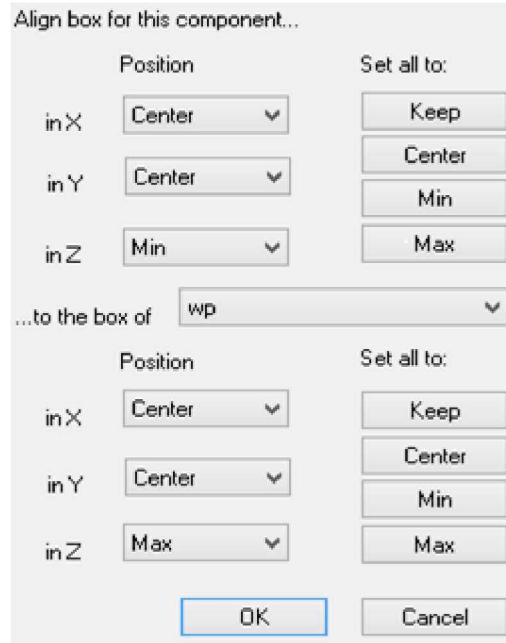 Align box for this component...
Position Set all to:
in X Center Keep
Center
in Y Center
Min
in Z Min Max
...to the box of wp
Position Set all to:
in X Center Keep
Center
in Y Center
Min
in Z Max Max
OK Cancel